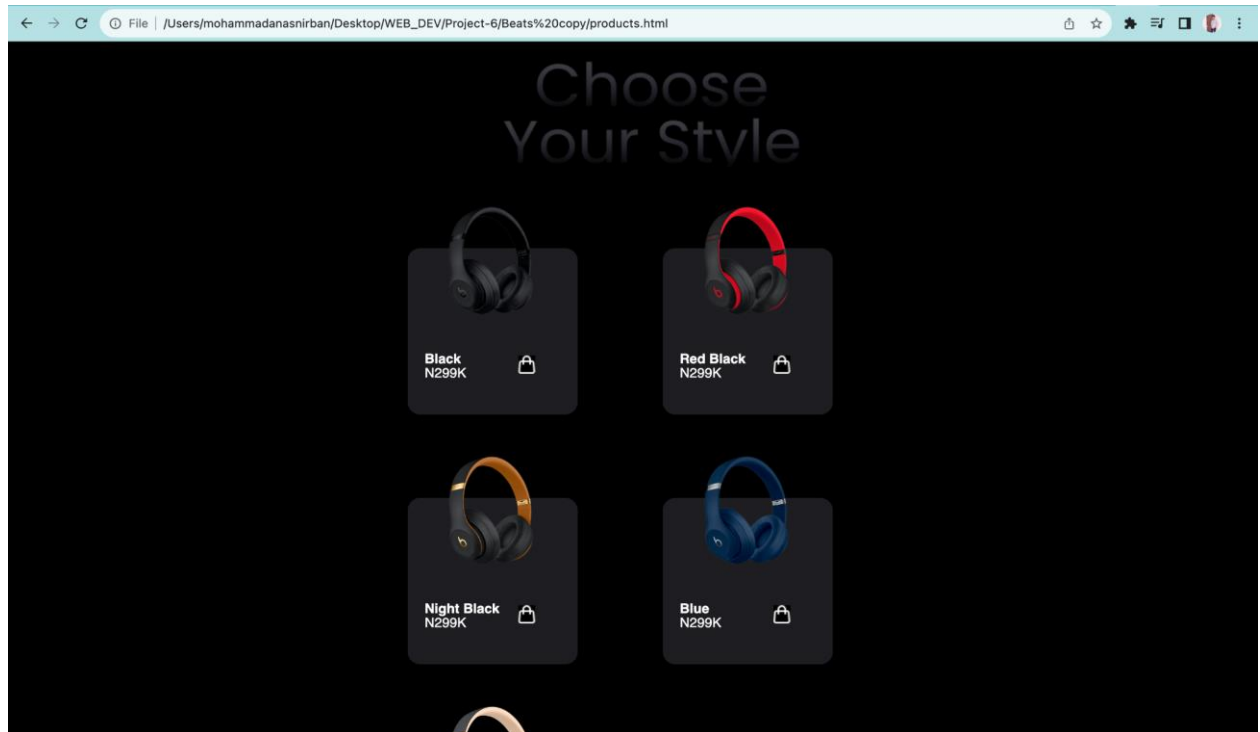 File | /Users/mohammadanasnirban/Desktop/WEB_DEV/Project-6/Beats%20copy/products.html
Choose
Your Style
Black
N299K
Red Black
N299K
Night Black
N299K
Blue
N299K